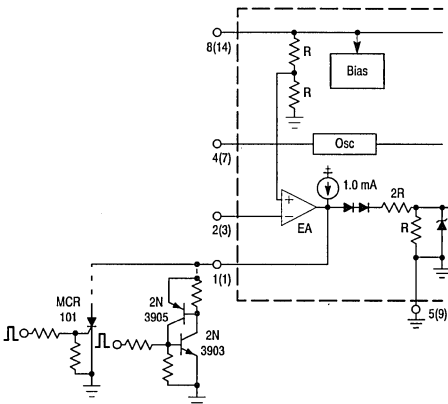 8(14)
R
R
Bias
4(7)
Osc
+
1.0 mA
2R
+
−
EA
R
2(3)
1(1)
5(9)
MCR
101
2N
3905
2N
3903